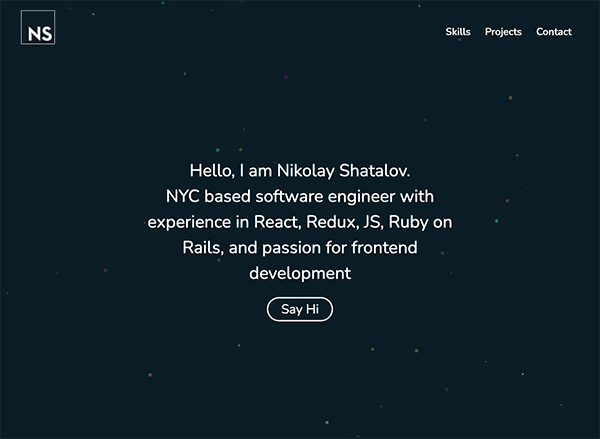 NS
Skills Projects Contact
Hello, I am Nikolay Shatalov.
NYC based software engineer with
experience in React, Redux, JS, Ruby on
Rails, and passion for frontend
development
Say Hi